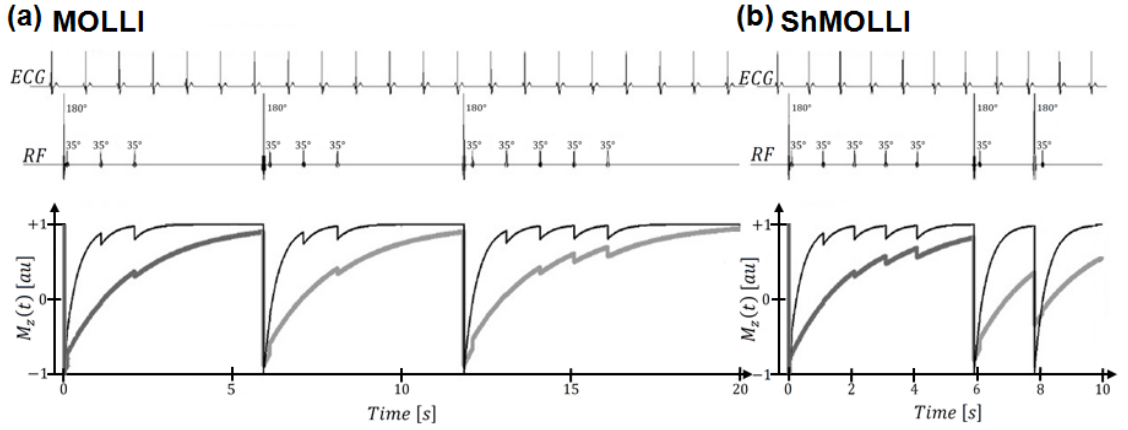 (a) MOLLI
(b) ShMOLLI
ECG
ECG
180° 180° 180°
180° 180° 180°
RF 35° 35° 35° 35° 35° 35° 35° 35° 35° 35° 35°
RF 35° 35° 35° 35° 35° 35° 35°
+1
0
−1
M_z(t) [au]
0 5 10 15 20
Time [s]
+1
0
−1
M_z(t) [au]
0 2 4 6 8 10
Time [s]